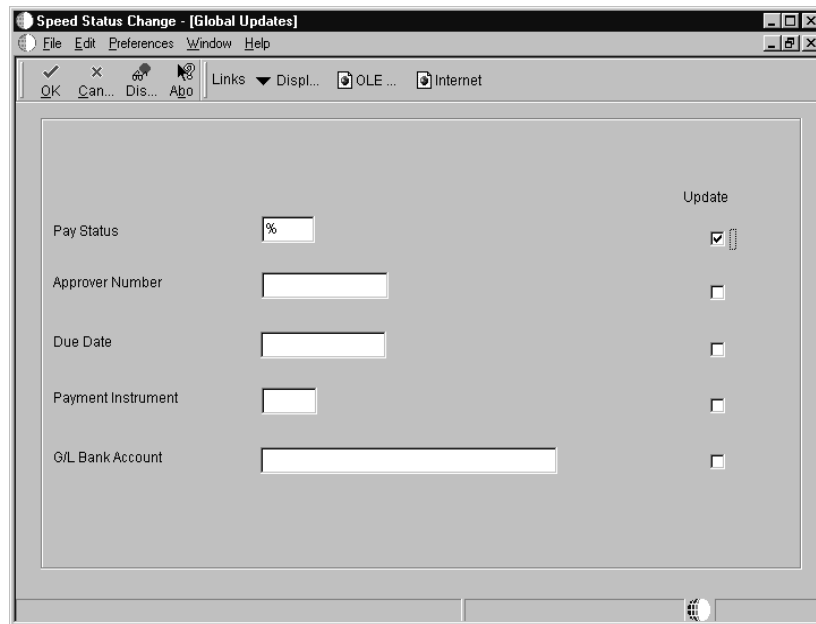 Speed Status Change - [Global Updates]
File Edit Preferences Window Help
OK Can... Dis... Abo Links Displ... OLE ... Internet
Update
Pay Status %
Approver Number
Due Date
Payment Instrument
G/L Bank Account